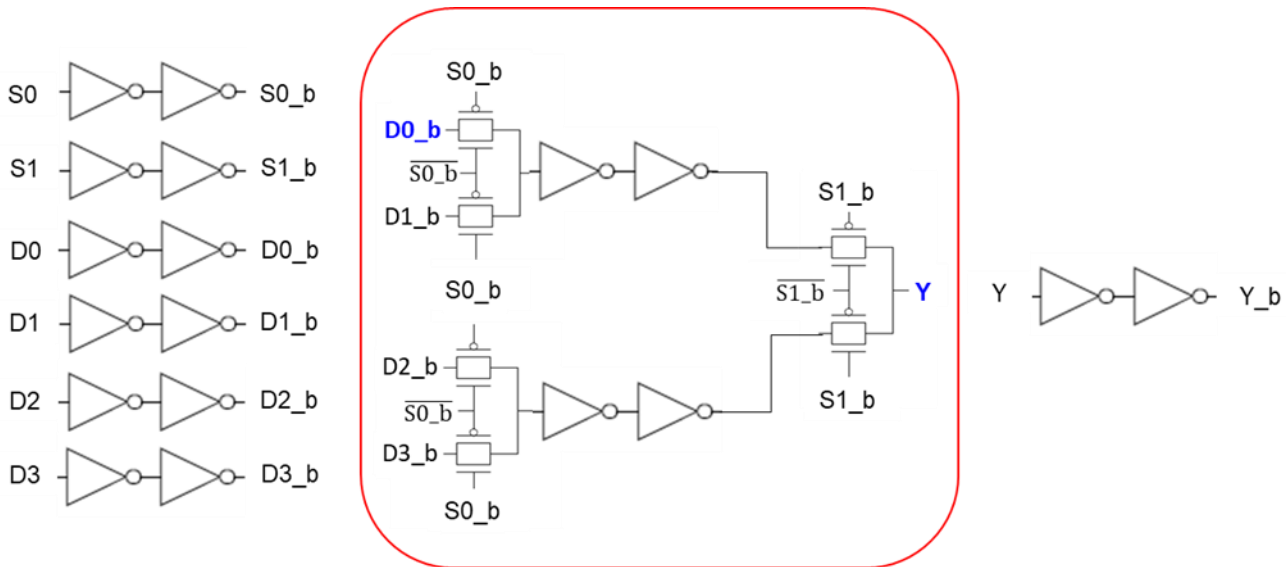 S0
S0_b
S1
S1_b
D0
D0_b
D1
D1_b
D2
D2_b
D3
D3_b
S0_b
D0_b
S0_b
D1_b
S0_b
S0_b
D2_b
S0_b
D3_b
S0_b
S1_b
S1_b
Y
S1_b
Y
Y_b